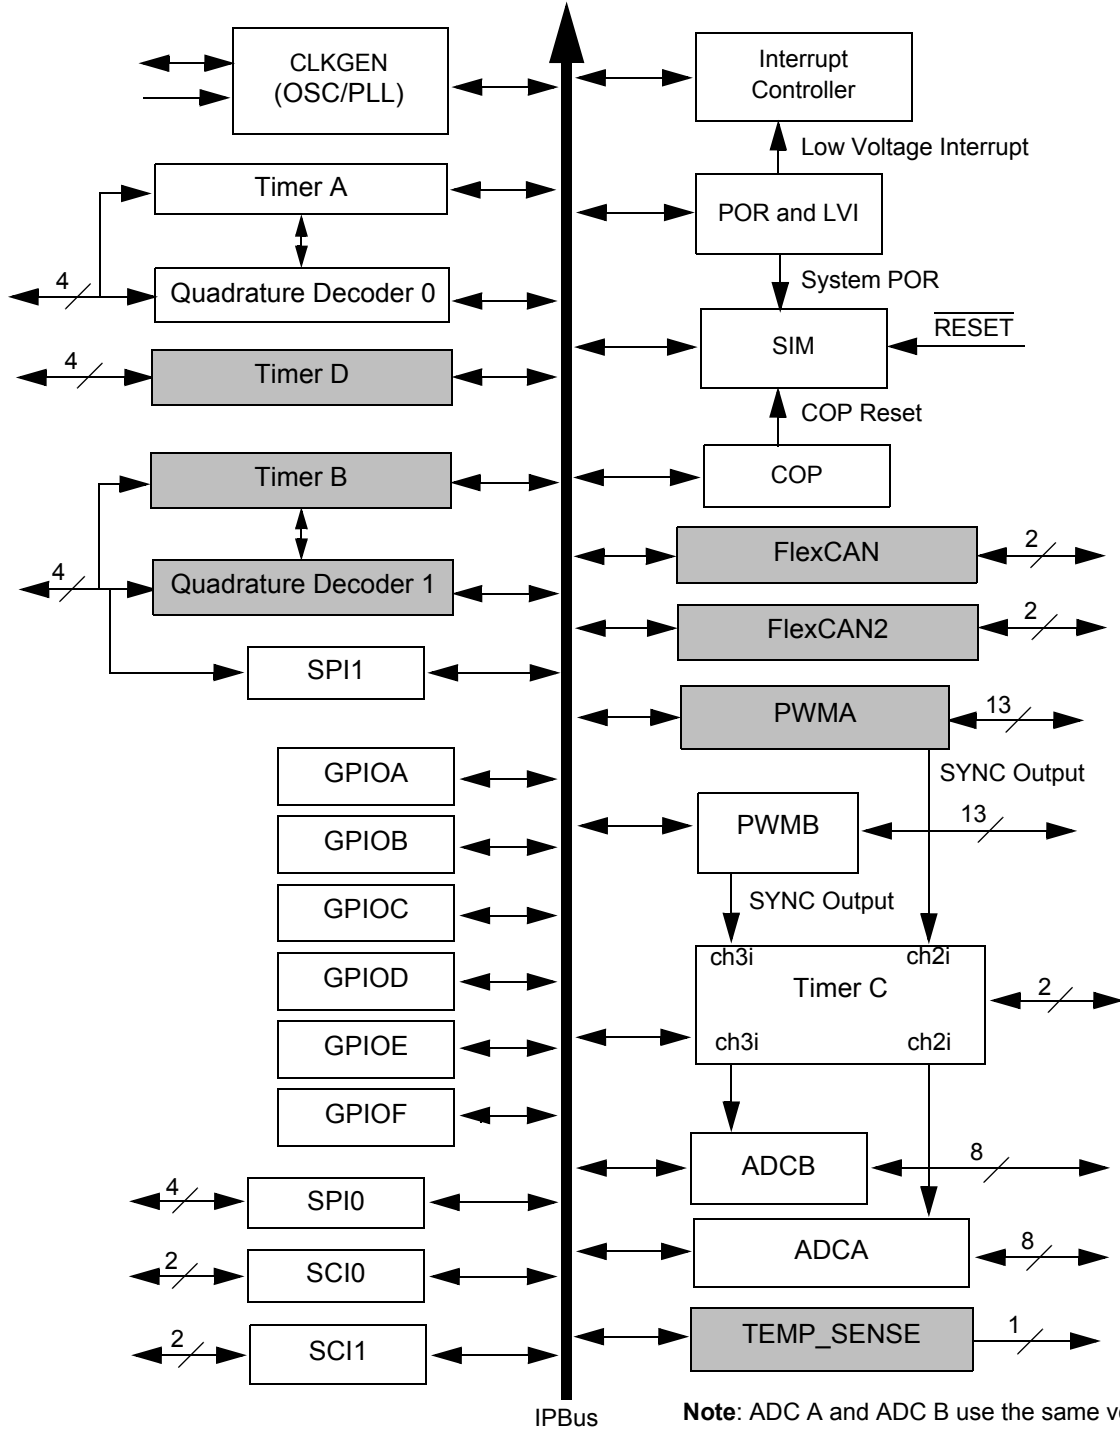 CLKGEN
(OSC/PLL)
Timer A
4
Quadrature Decoder 0
4
Timer D
Timer B
4
Quadrature Decoder 1
SPI1
GPIOA
GPIOB
GPIOC
GPIOD
GPIOE
GPIOF
4
SPI0
2
SCI0
2
SCI1
IPBus
Interrupt
Controller
Low Voltage Interrupt
POR and LVI
System POR
RESET
SIM
COP Reset
COP
FlexCAN
2
FlexCAN2
2
PWMA
13
SYNC Output
PWMB
13
SYNC Output
ch3i
ch2i
Timer C
2
ch3i
ch2i
ADCB
8
ADCA
8
TEMP_SENSE
1
Note: ADC A and ADC B use the same